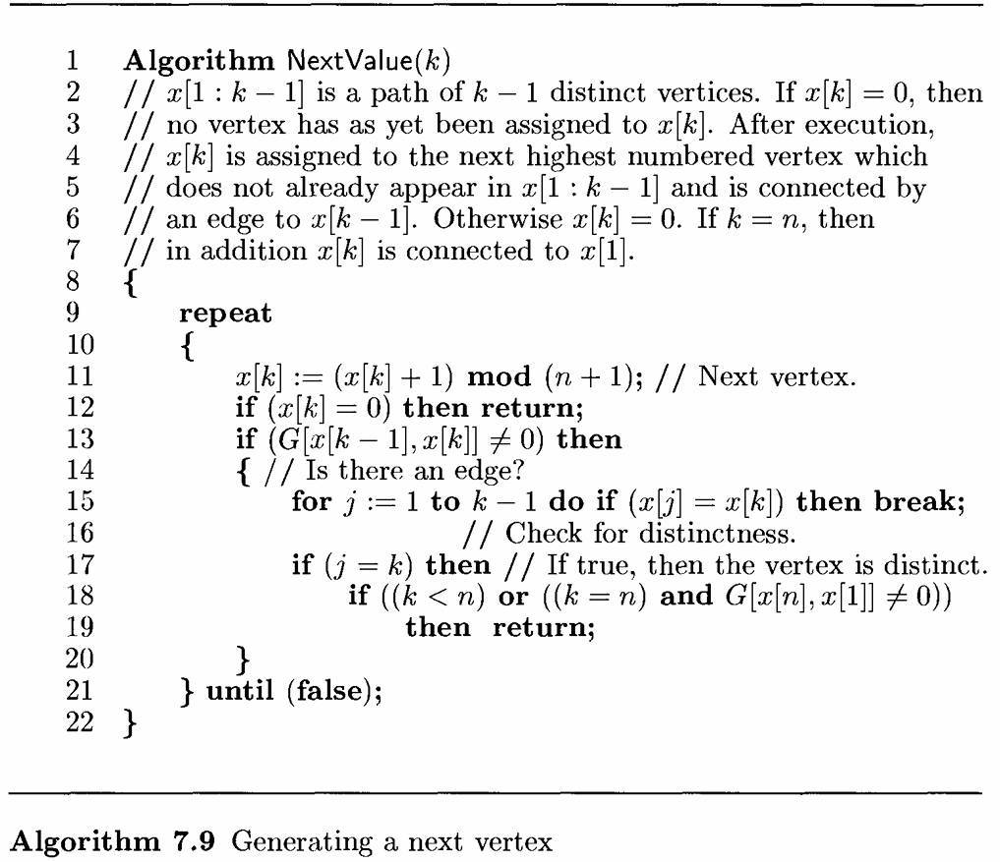 1 Algorithm NextValue(k)
2 // x[1 : k − 1] is a path of k − 1 distinct vertices. If x[k] = 0, then
3 // no vertex has as yet been assigned to x[k]. After execution,
4 // x[k] is assigned to the next highest numbered vertex which
5 // does not already appear in x[1 : k − 1] and is connected by
6 // an edge to x[k − 1]. Otherwise x[k] = 0. If k = n, then
7 // in addition x[k] is connected to x[1].
8 {
9 repeat
10 {
11 x[k] := (x[k] + 1) mod (n + 1); // Next vertex.
12 if (x[k] = 0) then return;
13 if (G[x[k − 1], x[k]] ≠ 0) then
14 { // Is there an edge?
15 for j := 1 to k − 1 do if (x[j] = x[k]) then break;
16 // Check for distinctness.
17 if (j = k) then // If true, then the vertex is distinct.
18 if ((k < n) or ((k = n) and G[x[n], x[1]] ≠ 0))
19 then return;
20 }
21 } until (false);
22 }
Algorithm 7.9 Generating a next vertex